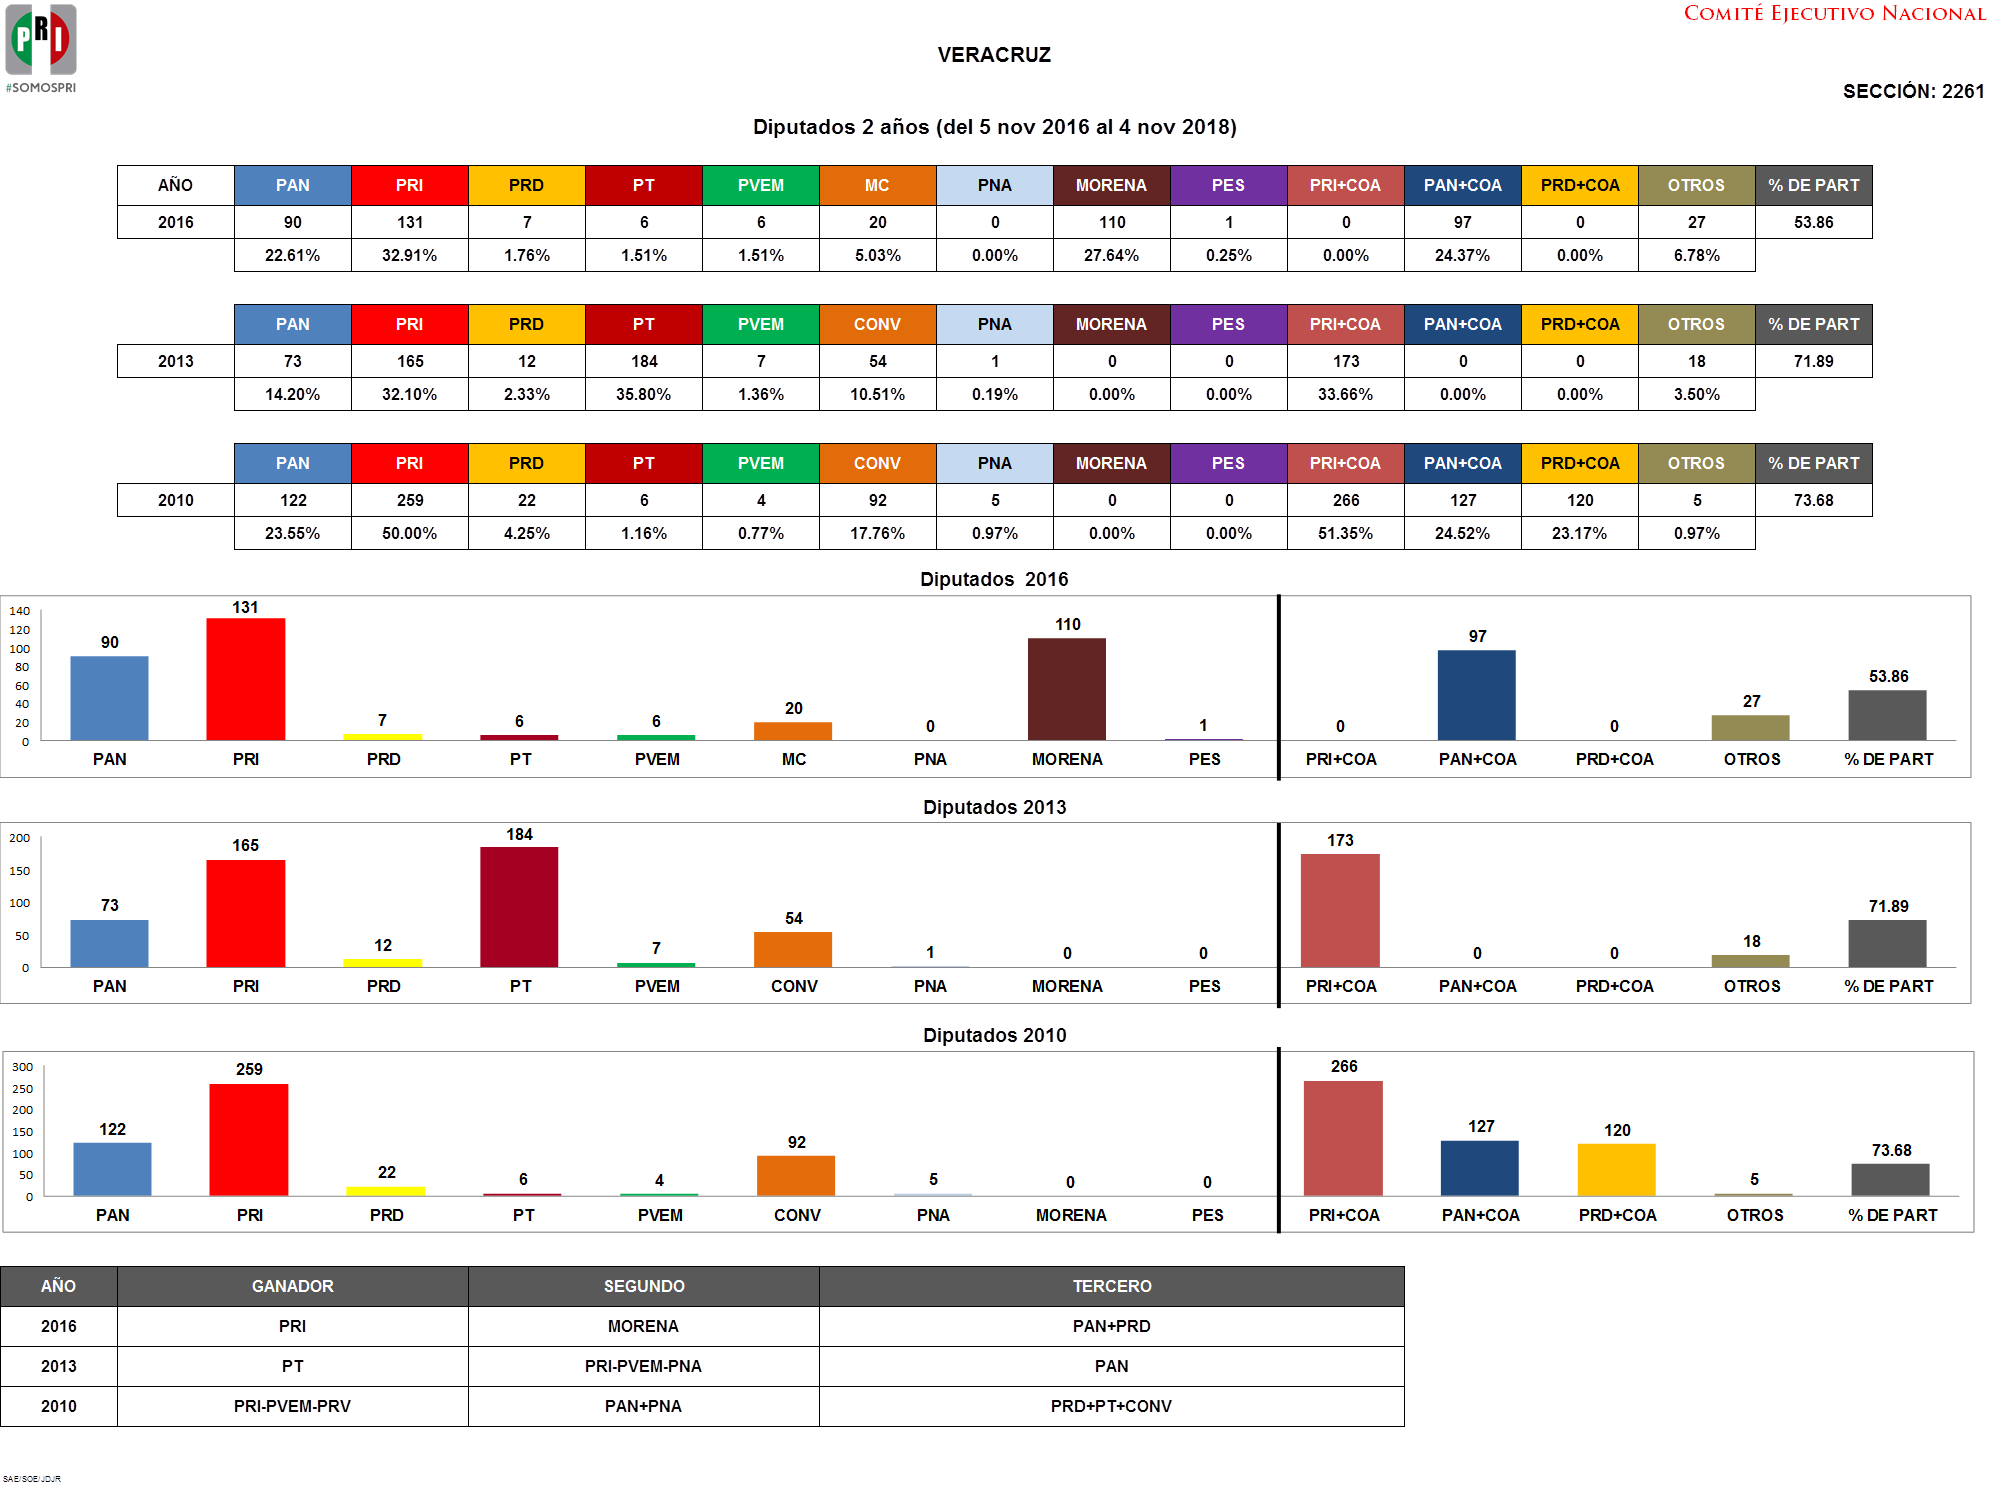 PRI
#SOMOSPRI
COMITÉ EJECUTIVO NACIONAL
VERACRUZ
SECCIÓN: 2261
Diputados 2 años (del 5 nov 2016 al 4 nov 2018)
AÑO PAN PRI PRD PT PVEM MC PNA MORENA PES PRI+COA PAN+COA PRD+COA OTROS % DE PART
2016 90 131 7 6 6 20 0 110 1 0 97 0 27 53.86
22.61% 32.91% 1.76% 1.51% 1.51% 5.03% 0.00% 27.64% 0.25% 0.00% 24.37% 0.00% 6.78%
PAN PRI PRD PT PVEM CONV PNA MORENA PES PRI+COA PAN+COA PRD+COA OTROS % DE PART
2013 73 165 12 184 7 54 1 0 0 173 0 0 18 71.89
14.20% 32.10% 2.33% 35.80% 1.36% 10.51% 0.19% 0.00% 0.00% 33.66% 0.00% 0.00% 3.50%
PAN PRI PRD PT PVEM CONV PNA MORENA PES PRI+COA PAN+COA PRD+COA OTROS % DE PART
2010 122 259 22 6 4 92 5 0 0 266 127 120 5 73.68
23.55% 50.00% 4.25% 1.16% 0.77% 17.76% 0.97% 0.00% 0.00% 51.35% 24.52% 23.17% 0.97%
Diputados 2016
140
120
100
80
60
40
20
0
90 131 7 6 6 20 0 110 1 0 97 0 27 53.86
PAN PRI PRD PT PVEM MC PNA MORENA PES PRI+COA PAN+COA PRD+COA OTROS % DE PART
Diputados 2013
200
150
100
50
0
73 165 12 184 7 54 1 0 0 173 0 0 18 71.89
PAN PRI PRD PT PVEM CONV PNA MORENA PES PRI+COA PAN+COA PRD+COA OTROS % DE PART
Diputados 2010
300
250
200
150
100
50
0
122 259 22 6 4 92 5 0 0 266 127 120 5 73.68
PAN PRI PRD PT PVEM CONV PNA MORENA PES PRI+COA PAN+COA PRD+COA OTROS % DE PART
AÑO GANADOR SEGUNDO TERCERO
2016 PRI MORENA PAN+PRD
2013 PT PRI-PVEM-PNA PAN
2010 PRI-PVEM-PRV PAN+PNA PRD+PT+CONV
SAE/SOE/JDJR